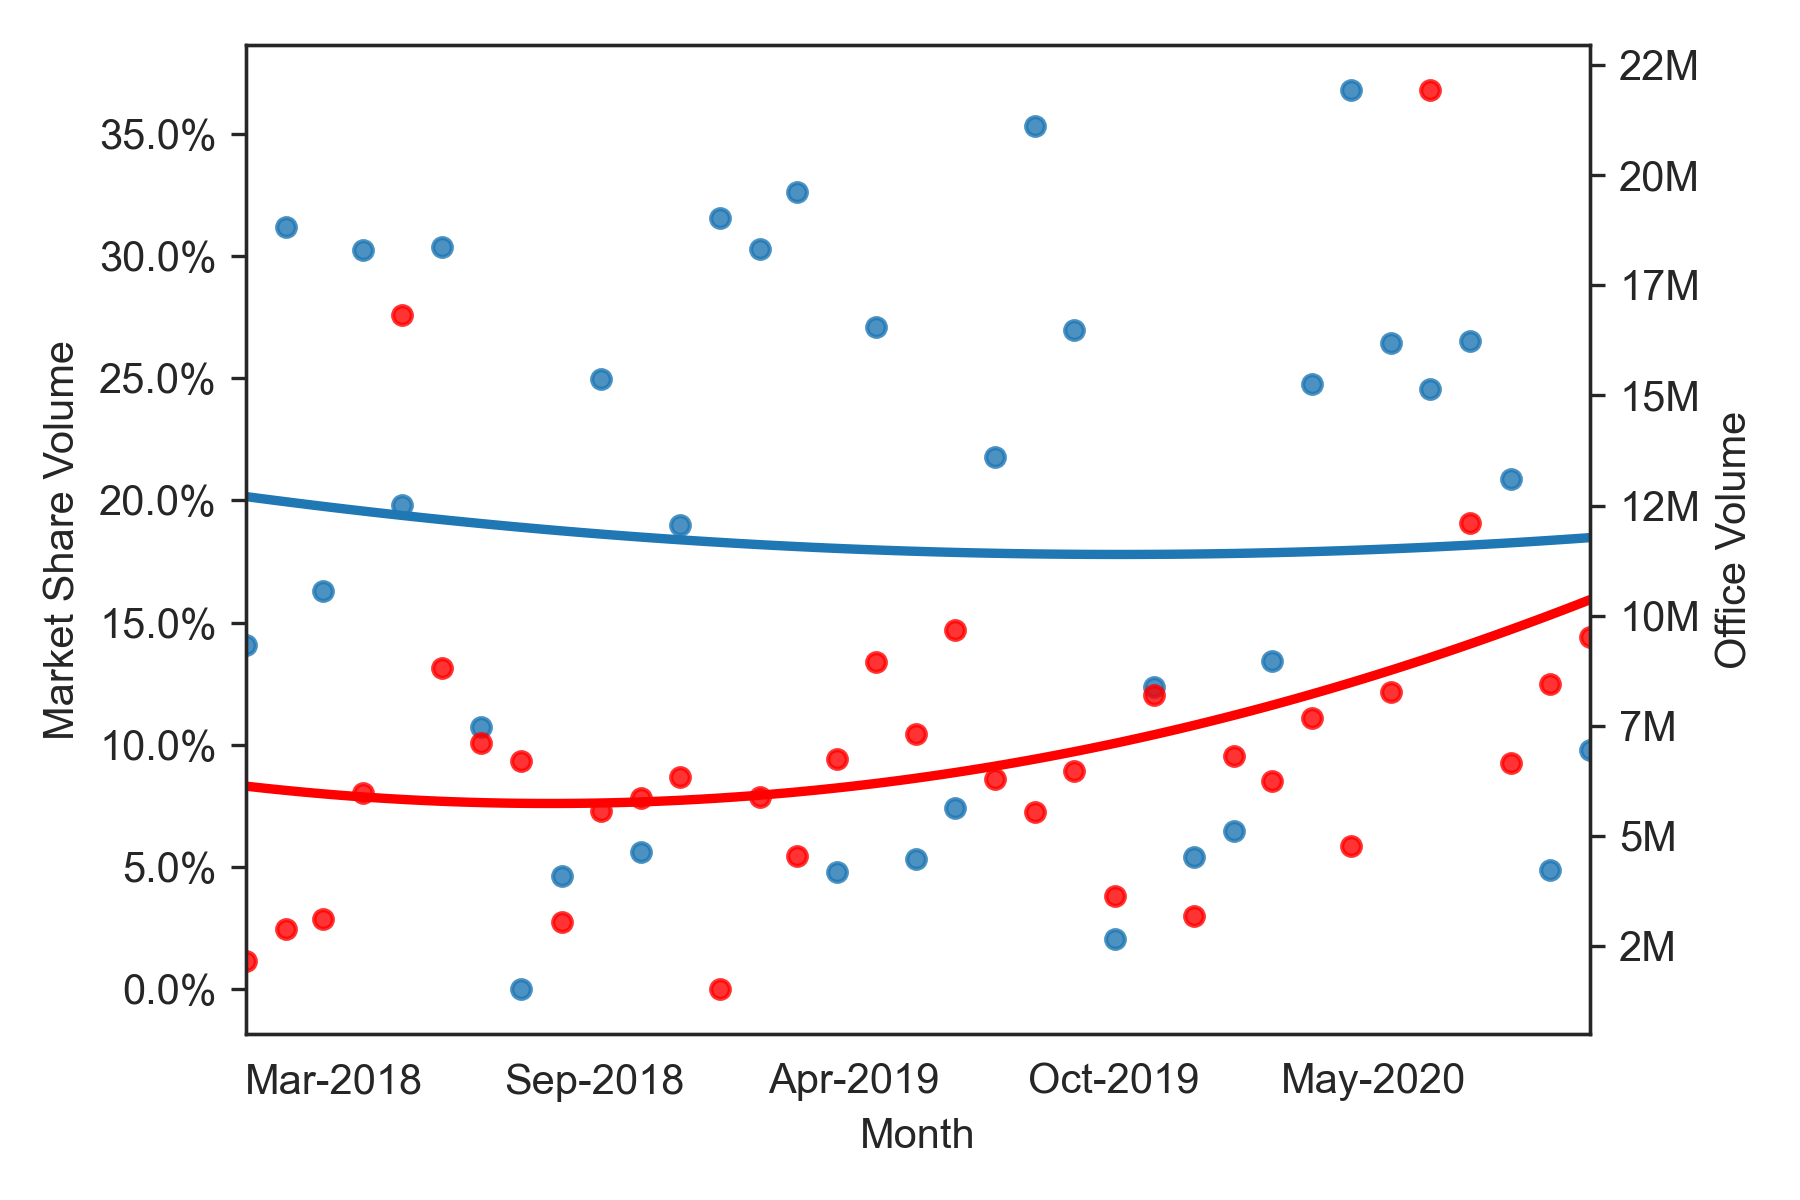 Market Share Volume
35.0%
30.0%
25.0%
20.0%
15.0%
10.0%
5.0%
0.0%
22M
20M
17M
15M
12M
10M
7M
5M
2M
Office Volume
Mar-2018
Sep-2018
Apr-2019
Oct-2019
May-2020
Month